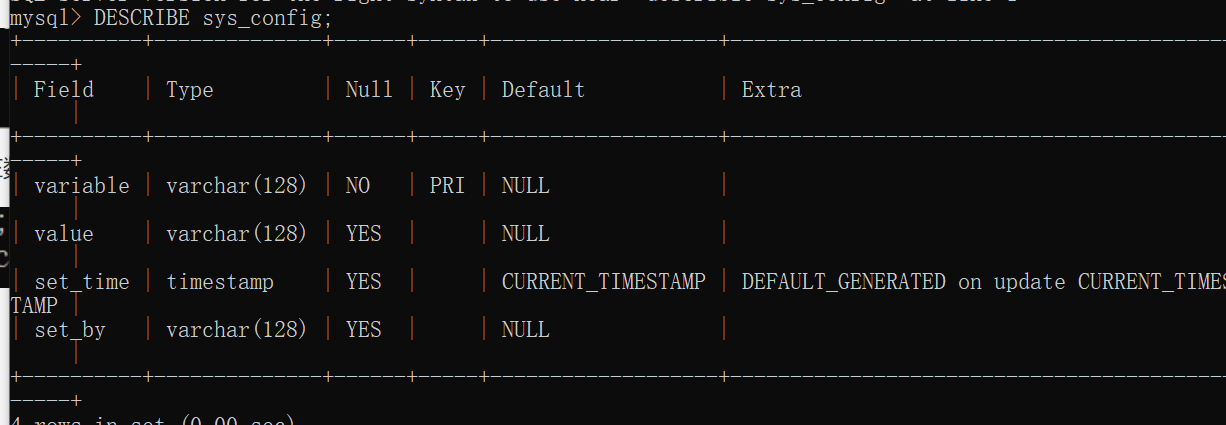 mysql> DESCRIBE sys_config;
+----------+--------------+------+-----+-------------------+-----------------------------------------
-----+
| Field    | Type         | Null | Key | Default           | Extra
     |
+----------+--------------+------+-----+-------------------+-----------------------------------------
-----+
| variable | varchar(128) | NO   | PRI | NULL              |
     |
| value    | varchar(128) | YES  |     | NULL              |
     |
| set_time | timestamp    | YES  |     | CURRENT_TIMESTAMP | DEFAULT_GENERATED on update CURRENT_TIMES
TAMP |
| set_by   | varchar(128) | YES  |     | NULL              |
     |
+----------+--------------+------+-----+-------------------+-----------------------------------------
-----+
4 rows in set (0.00 sec)